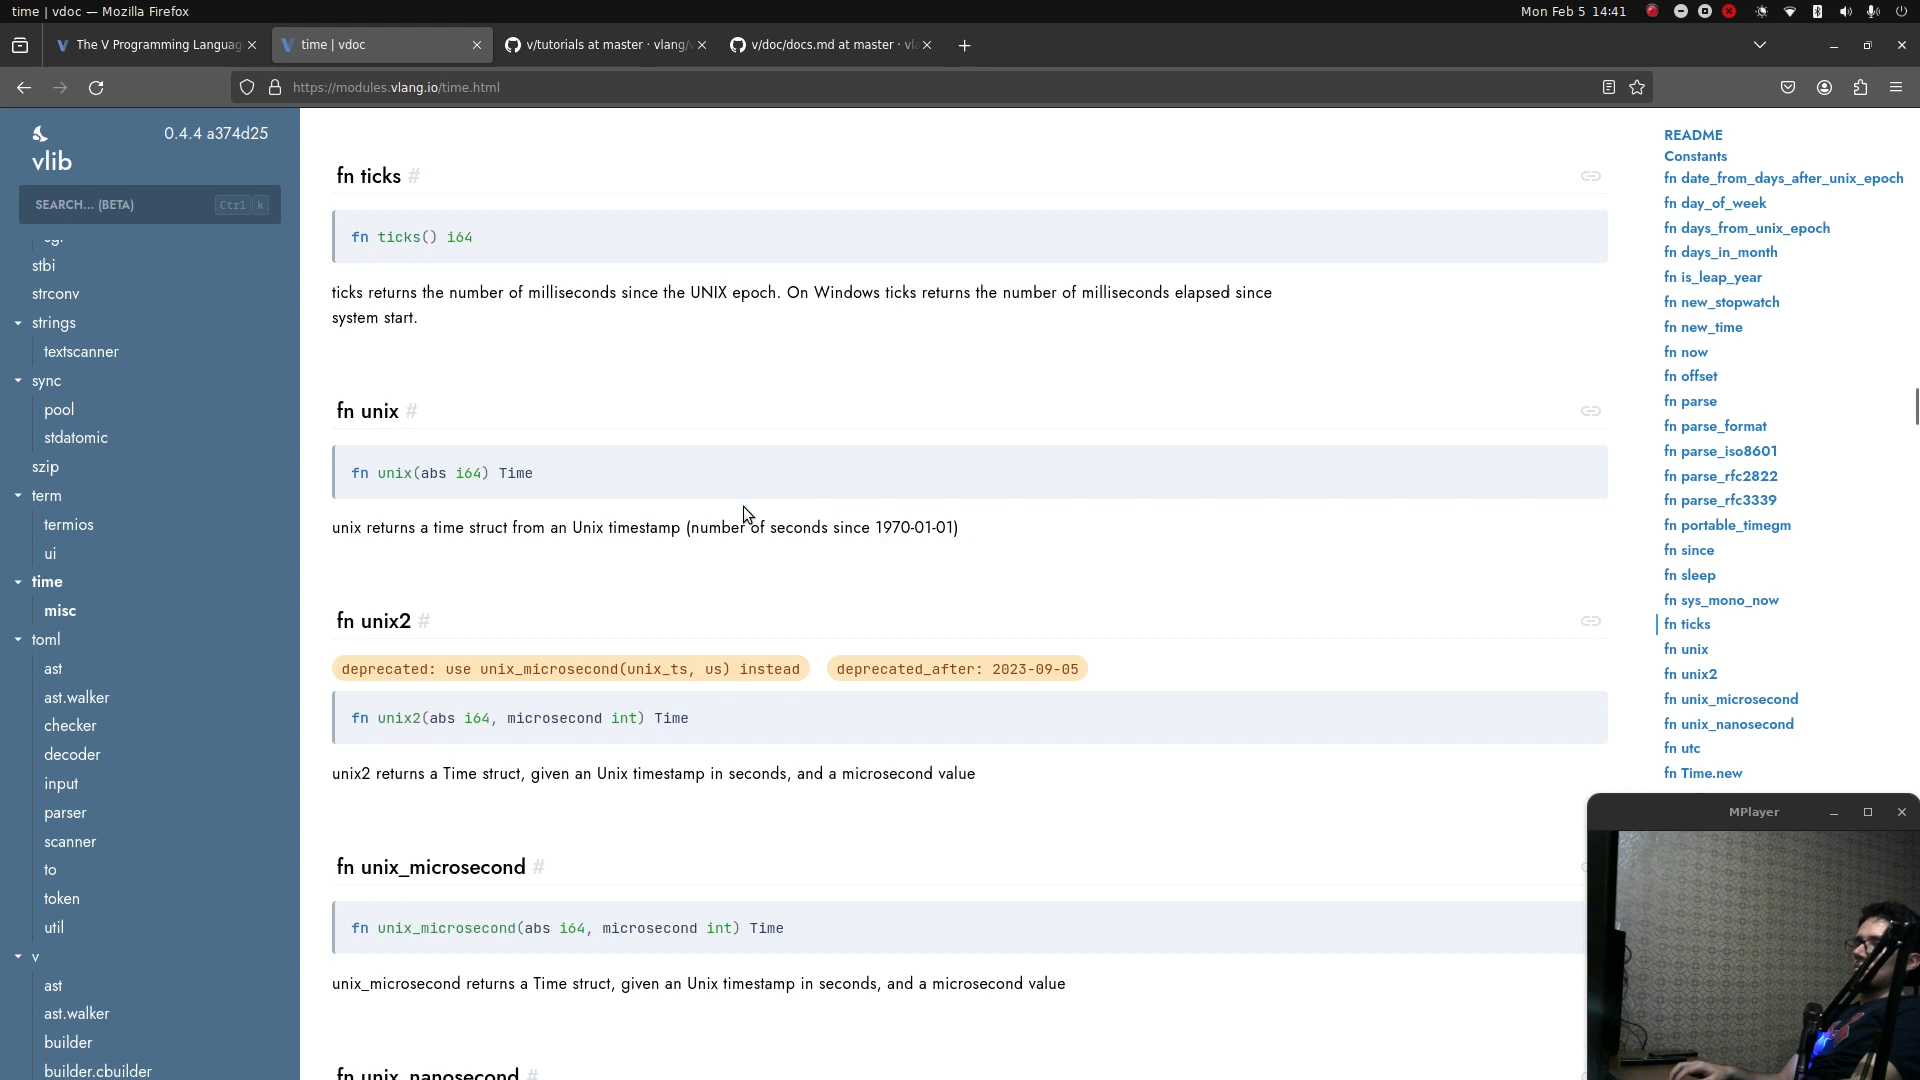 time | vdoc — Mozilla Firefox
Mon Feb 5 14:41
The V Programming Languag
time | vdoc
v/tutorials at master · vlang/
v/doc/docs.md at master · vla
https://modules.vlang.io/time.html
0.4.4 a374d25
vlib
SEARCH... (BETA)
Ctrl k
stbi
strconv
strings
textscanner
sync
pool
stdatomic
szip
term
termios
ui
time
misc
toml
ast
ast.walker
checker
decoder
input
parser
scanner
to
token
util
v
ast
ast.walker
builder
builder.cbuilder
fn ticks #
fn ticks() i64
ticks returns the number of milliseconds since the UNIX epoch. On Windows ticks returns the number of milliseconds elapsed since
system start.
fn unix #
fn unix(abs i64) Time
unix returns a time struct from an Unix timestamp (number of seconds since 1970-01-01)
fn unix2 #
deprecated: use unix_microsecond(unix_ts, us) instead
deprecated_after: 2023-09-05
fn unix2(abs i64, microsecond int) Time
unix2 returns a Time struct, given an Unix timestamp in seconds, and a microsecond value
fn unix_microsecond #
fn unix_microsecond(abs i64, microsecond int) Time
unix_microsecond returns a Time struct, given an Unix timestamp in seconds, and a microsecond value
fn unix_nanosecond #
README
Constants
fn date_from_days_after_unix_epoch
fn day_of_week
fn days_from_unix_epoch
fn days_in_month
fn is_leap_year
fn new_stopwatch
fn new_time
fn now
fn offset
fn parse
fn parse_format
fn parse_iso8601
fn parse_rfc2822
fn parse_rfc3339
fn portable_timegm
fn since
fn sleep
fn sys_mono_now
fn ticks
fn unix
fn unix2
fn unix_microsecond
fn unix_nanosecond
fn utc
fn Time.new
MPlayer